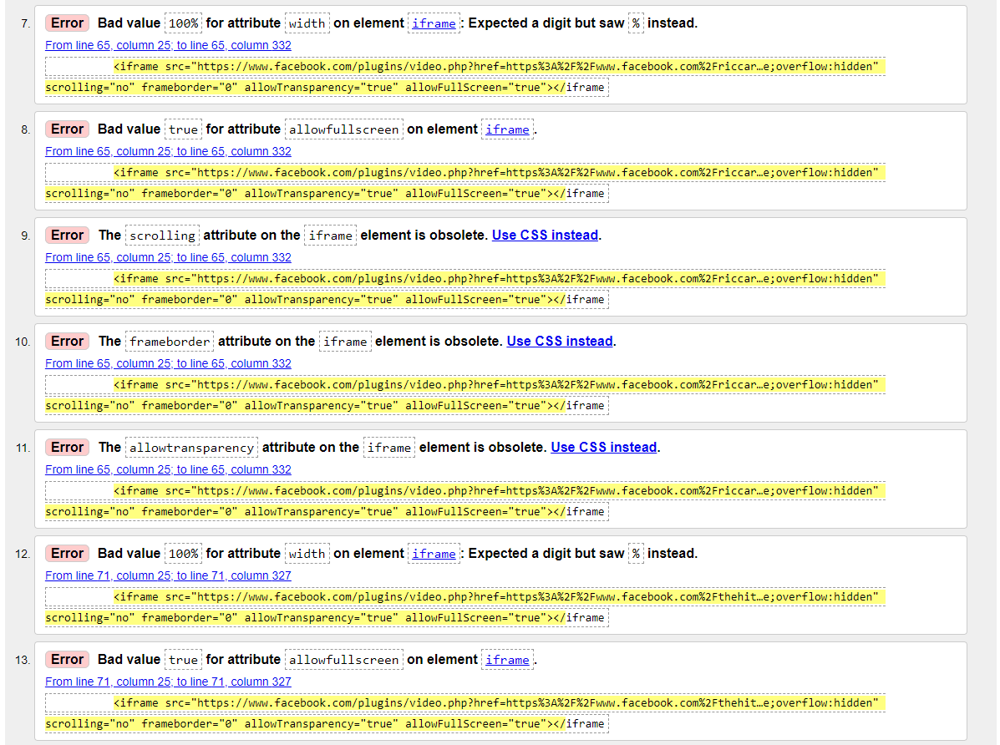 7. Error Bad value 100% for attribute width on element iframe: Expected a digit but saw % instead.
From line 65, column 25; to line 65, column 332
<iframe src="https://www.facebook.com/plugins/video.php?href=https%3A%2F%2Fwww.facebook.com%2Friccar…e;overflow:hidden"
scrolling="no" frameborder="0" allowTransparency="true" allowFullScreen="true"></iframe
8. Error Bad value true for attribute allowfullscreen on element iframe.
From line 65, column 25; to line 65, column 332
<iframe src="https://www.facebook.com/plugins/video.php?href=https%3A%2F%2Fwww.facebook.com%2Friccar…e;overflow:hidden"
scrolling="no" frameborder="0" allowTransparency="true" allowFullScreen="true"></iframe
9. Error The scrolling attribute on the iframe element is obsolete. Use CSS instead.
From line 65, column 25; to line 65, column 332
<iframe src="https://www.facebook.com/plugins/video.php?href=https%3A%2F%2Fwww.facebook.com%2Friccar…e;overflow:hidden"
scrolling="no" frameborder="0" allowTransparency="true" allowFullScreen="true"></iframe
10. Error The frameborder attribute on the iframe element is obsolete. Use CSS instead.
From line 65, column 25; to line 65, column 332
<iframe src="https://www.facebook.com/plugins/video.php?href=https%3A%2F%2Fwww.facebook.com%2Friccar…e;overflow:hidden"
scrolling="no" frameborder="0" allowTransparency="true" allowFullScreen="true"></iframe
11. Error The allowtransparency attribute on the iframe element is obsolete. Use CSS instead.
From line 65, column 25; to line 65, column 332
<iframe src="https://www.facebook.com/plugins/video.php?href=https%3A%2F%2Fwww.facebook.com%2Friccar…e;overflow:hidden"
scrolling="no" frameborder="0" allowTransparency="true" allowFullScreen="true"></iframe
12. Error Bad value 100% for attribute width on element iframe: Expected a digit but saw % instead.
From line 71, column 25; to line 71, column 327
<iframe src="https://www.facebook.com/plugins/video.php?href=https%3A%2F%2Fwww.facebook.com%2Fthehit…e;overflow:hidden"
scrolling="no" frameborder="0" allowTransparency="true" allowFullScreen="true"></iframe
13. Error Bad value true for attribute allowfullscreen on element iframe.
From line 71, column 25; to line 71, column 327
<iframe src="https://www.facebook.com/plugins/video.php?href=https%3A%2F%2Fwww.facebook.com%2Fthehit…e;overflow:hidden"
scrolling="no" frameborder="0" allowTransparency="true" allowFullScreen="true"></iframe